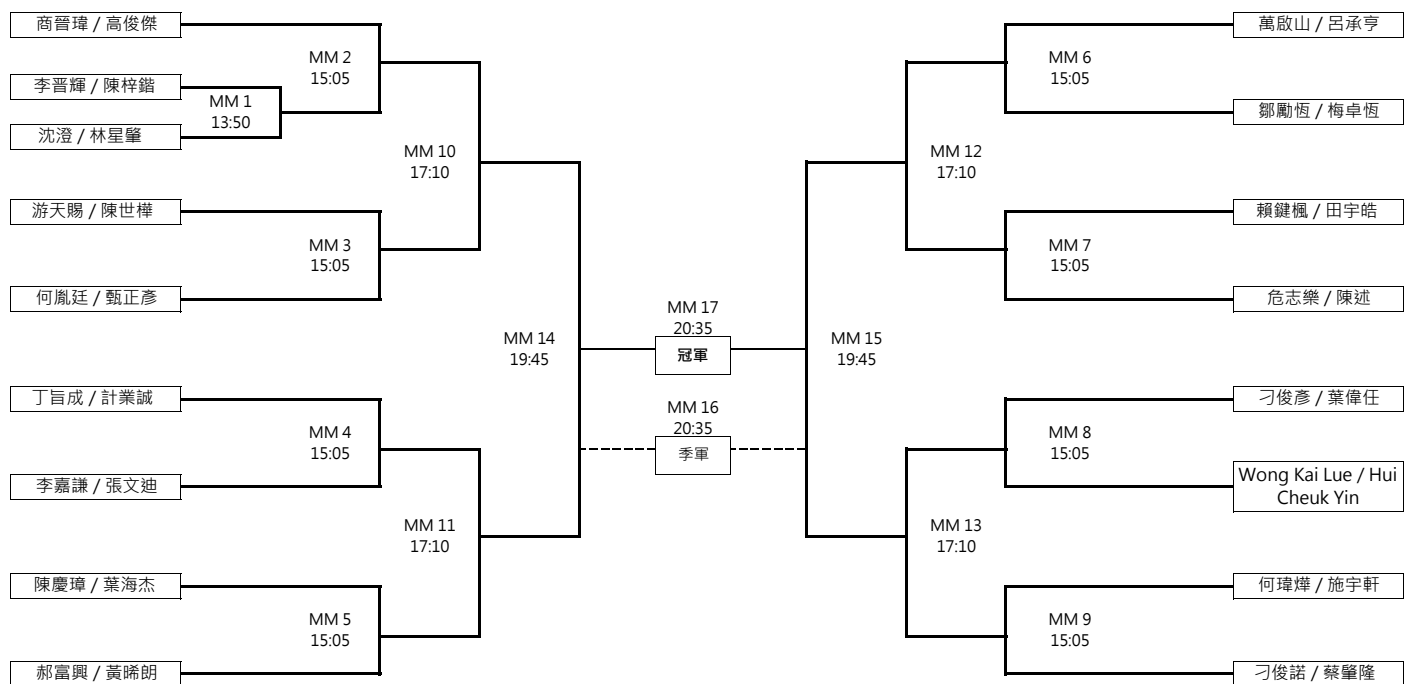 商晉瑋 / 高俊傑
MM 2
15:05
李晋輝 / 陳梓鍇
MM 1
13:50
沈澄 / 林星肇
MM 10
17:10
游天賜 / 陳世樺
MM 3
15:05
何胤廷 / 甄正彥
MM 14
19:45
丁旨成 / 計業誠
MM 4
15:05
李嘉謙 / 張文迪
MM 11
17:10
陳慶璋 / 葉海杰
MM 5
15:05
郝富興 / 黃晞朗
MM 17
20:35
冠軍
MM 16
20:35
季軍
萬啟山 / 呂承亨
MM 6
15:05
鄒勵恆 / 梅卓恆
MM 12
17:10
賴鍵楓 / 田宇皓
MM 7
15:05
危志樂 / 陳述
MM 15
19:45
刁俊彥 / 葉偉任
MM 8
15:05
Wong Kai Lue / Hui
Cheuk Yin
MM 13
17:10
何瑋燁 / 施宇軒
MM 9
15:05
刁俊諾 / 蔡肇隆